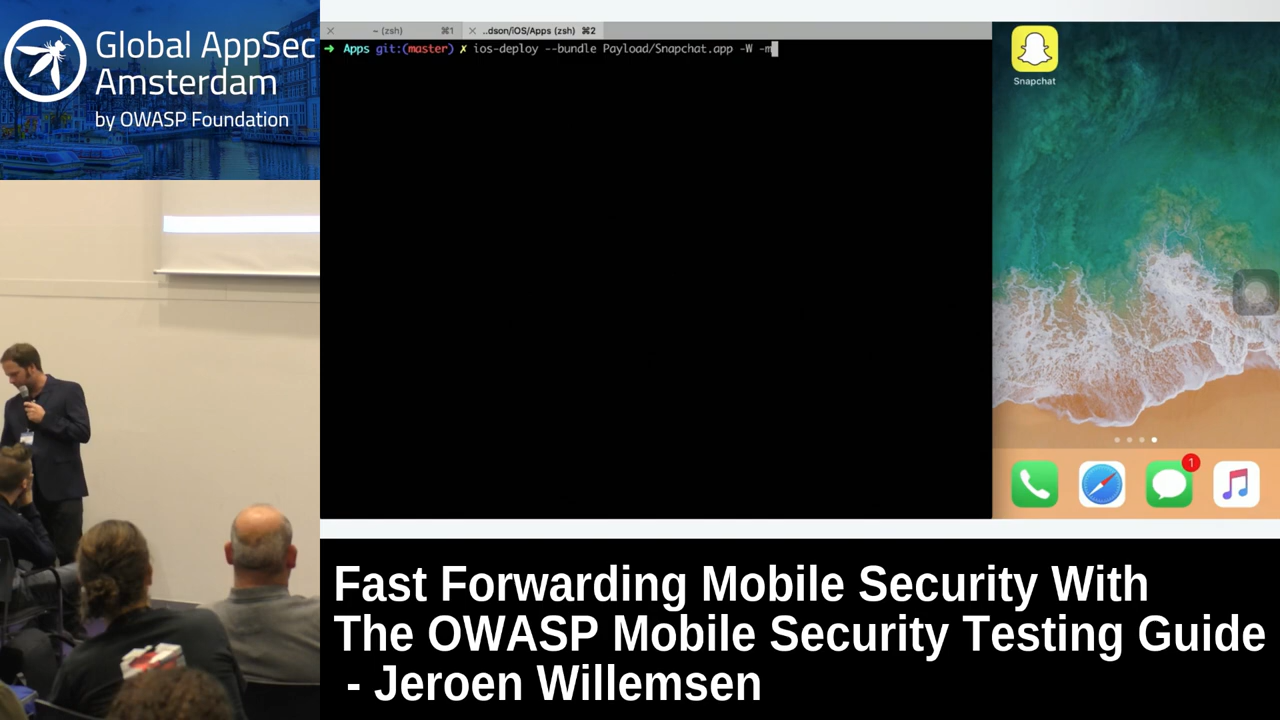 Global AppSec
Amsterdam
by OWASP Foundation
~ (zsh) ⌘1
..dson/iOS/Apps (zsh) ⌘2
➜ Apps git:(master) ✗ ios-deploy --bundle Payload/Snapchat.app -W -m
Snapchat
1
Fast Forwarding Mobile Security With
The OWASP Mobile Security Testing Guide
- Jeroen Willemsen